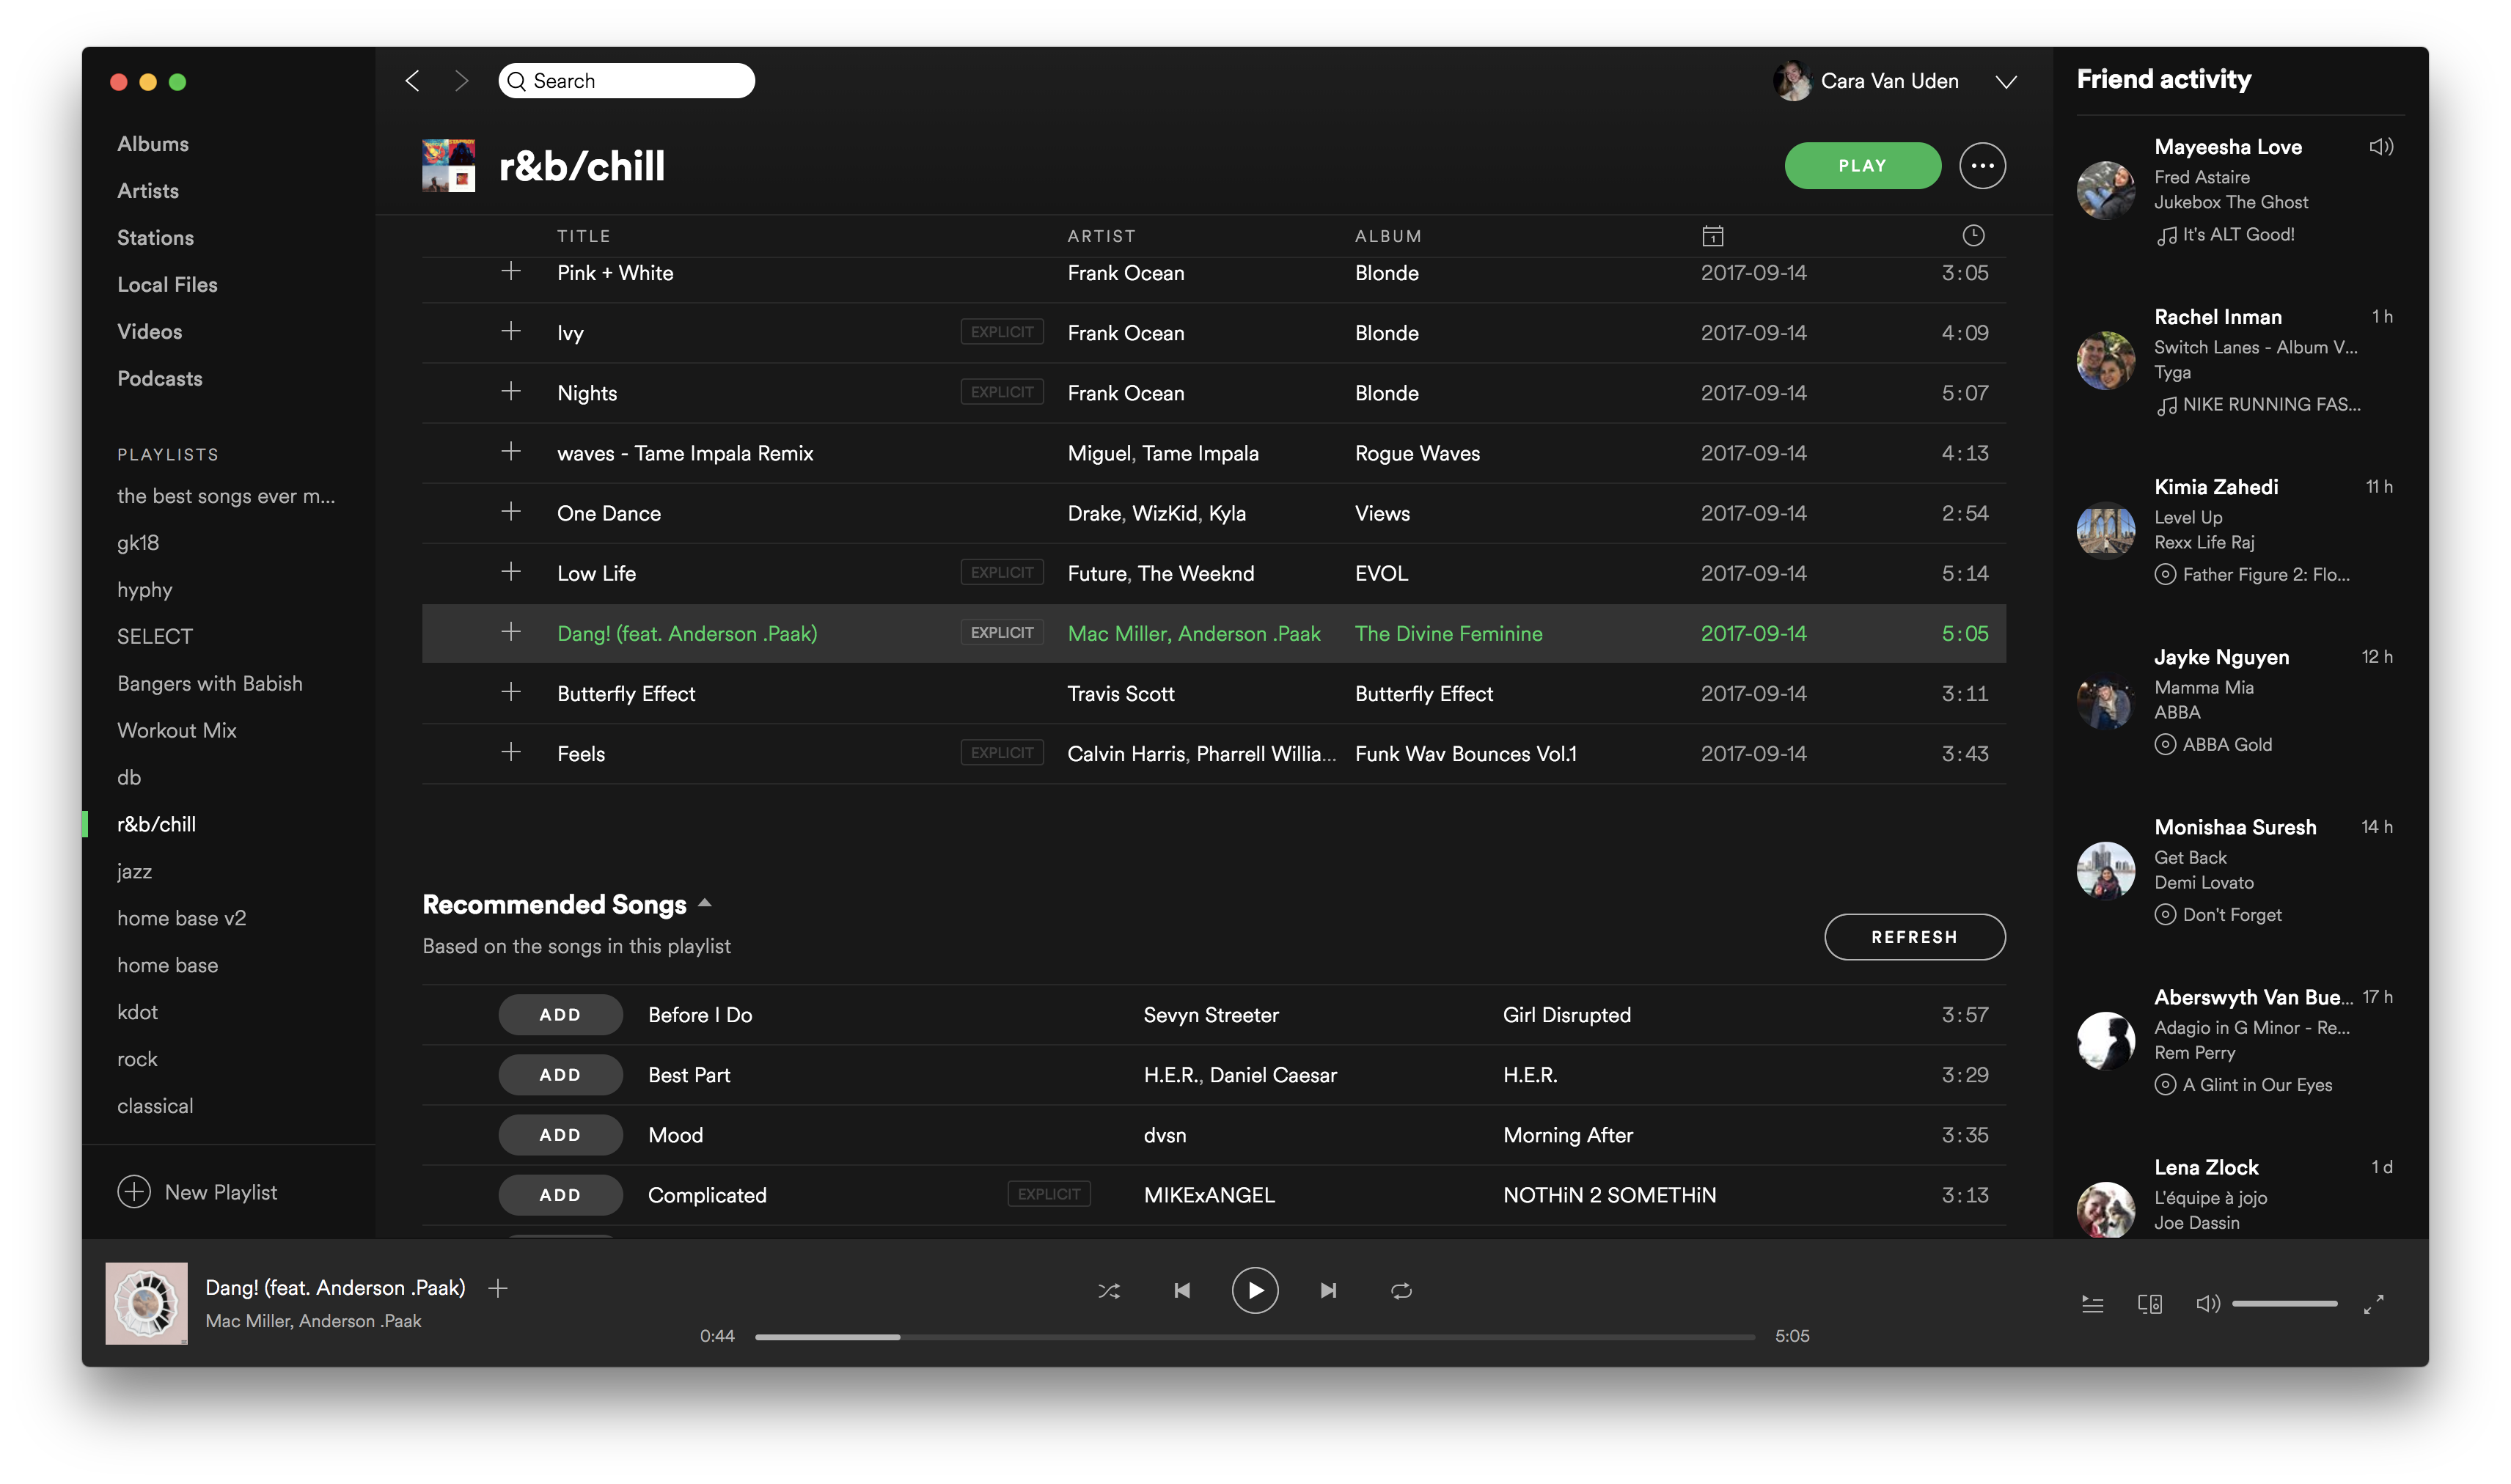 Albums
Artists
Stations
Local Files
Videos
Podcasts
PLAYLISTS
the best songs ever m...
gk18
hyphy
SELECT
Bangers with Babish
Workout Mix
db
r&b/chill
jazz
home base v2
home base
kdot
rock
classical
New Playlist
Search
Cara Van Uden
r&b/chill
PLAY
TITLE ARTIST ALBUM
Pink + White Frank Ocean Blonde 2017-09-14 3:05
Ivy EXPLICIT Frank Ocean Blonde 2017-09-14 4:09
Nights EXPLICIT Frank Ocean Blonde 2017-09-14 5:07
waves - Tame Impala Remix Miguel, Tame Impala Rogue Waves 2017-09-14 4:13
One Dance Drake, WizKid, Kyla Views 2017-09-14 2:54
Low Life EXPLICIT Future, The Weeknd EVOL 2017-09-14 5:14
Dang! (feat. Anderson .Paak) EXPLICIT Mac Miller, Anderson .Paak The Divine Feminine 2017-09-14 5:05
Butterfly Effect Travis Scott Butterfly Effect 2017-09-14 3:11
Feels EXPLICIT Calvin Harris, Pharrell Willia... Funk Wav Bounces Vol.1 2017-09-14 3:43
Recommended Songs
Based on the songs in this playlist
REFRESH
ADD Before I Do Sevyn Streeter Girl Disrupted 3:57
ADD Best Part H.E.R., Daniel Caesar H.E.R. 3:29
ADD Mood dvsn Morning After 3:35
ADD Complicated EXPLICIT MIKExANGEL NOTHiN 2 SOMETHiN 3:13
Friend activity
Mayeesha Love
Fred Astaire
Jukebox The Ghost
It's ALT Good!
Rachel Inman 1 h
Switch Lanes - Album V...
Tyga
NIKE RUNNING FAS...
Kimia Zahedi 11 h
Level Up
Rexx Life Raj
Father Figure 2: Flo...
Jayke Nguyen 12 h
Mamma Mia
ABBA
ABBA Gold
Monishaa Suresh 14 h
Get Back
Demi Lovato
Don't Forget
Aberswyth Van Bue... 17 h
Adagio in G Minor - Re...
Rem Perry
A Glint in Our Eyes
Lena Zlock 1 d
L'équipe à jojo
Joe Dassin
Dang! (feat. Anderson .Paak)
Mac Miller, Anderson .Paak
0:44 5:05